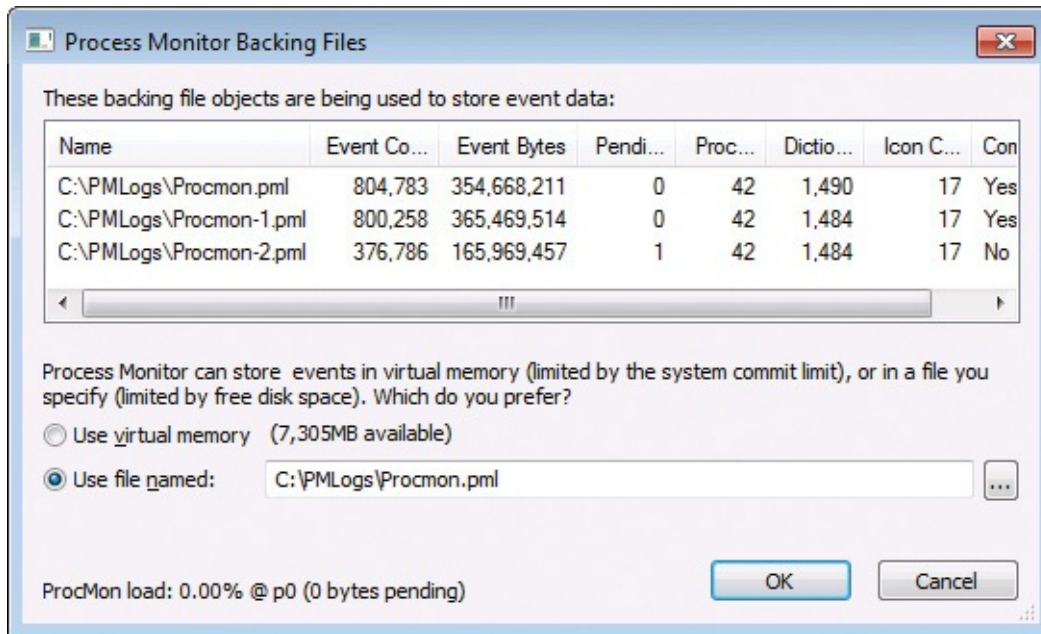 Process Monitor Backing Files
These backing file objects are being used to store event data:
Name Event Co... Event Bytes Pendi... Proc... Dictio... Icon C... Con
C:\PMLogs\Procmon.pml 804,783 354,668,211 0 42 1,490 17 Yes
C:\PMLogs\Procmon-1.pml 800,258 365,469,514 0 42 1,484 17 Yes
C:\PMLogs\Procmon-2.pml 376,786 165,969,457 1 42 1,484 17 No
Process Monitor can store events in virtual memory (limited by the system commit limit), or in a file you
specify (limited by free disk space). Which do you prefer?
Use virtual memory (7,305MB available)
Use file named: C:\PMLogs\Procmon.pml ...
ProcMon load: 0.00% @ p0 (0 bytes pending) OK Cancel